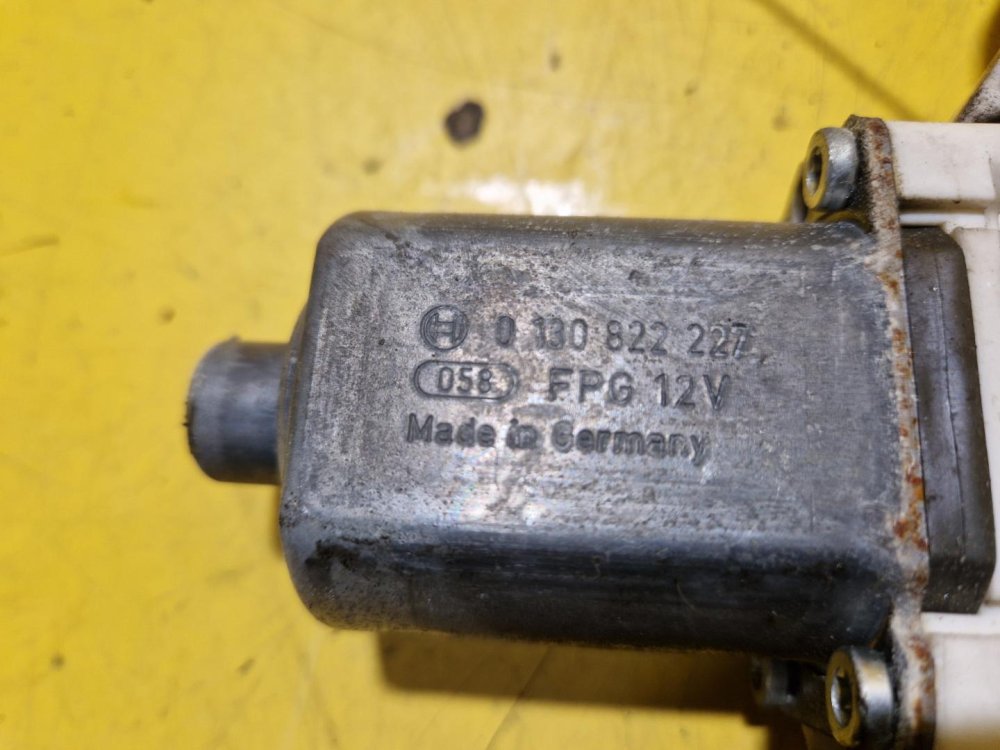 0 130 822 227
058 FPG 12V
Made in Germany